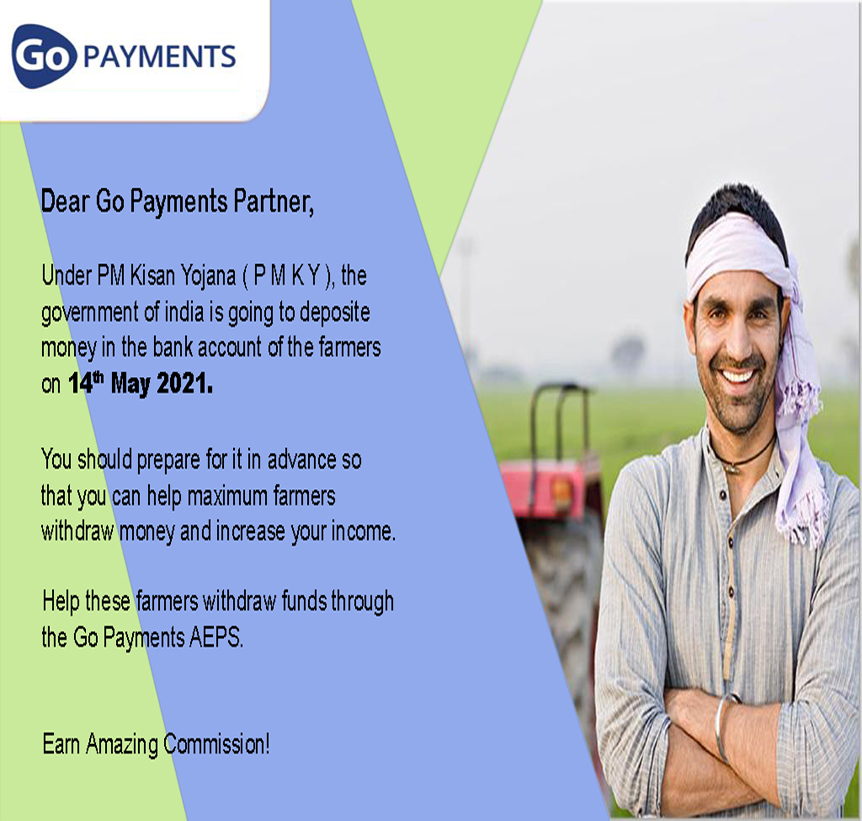 Go PAYMENTS
Dear Go Payments Partner,
Under PM Kisan Yojana ( P M K Y ), the
government of india is going to deposite
money in the bank account of the farmers
on 14th May 2021.
You should prepare for it in advance so
that you can help maximum farmers
withdraw money and increase your income.
Help these farmers withdraw funds through
the Go Payments AEPS.
Earn Amazing Commission!